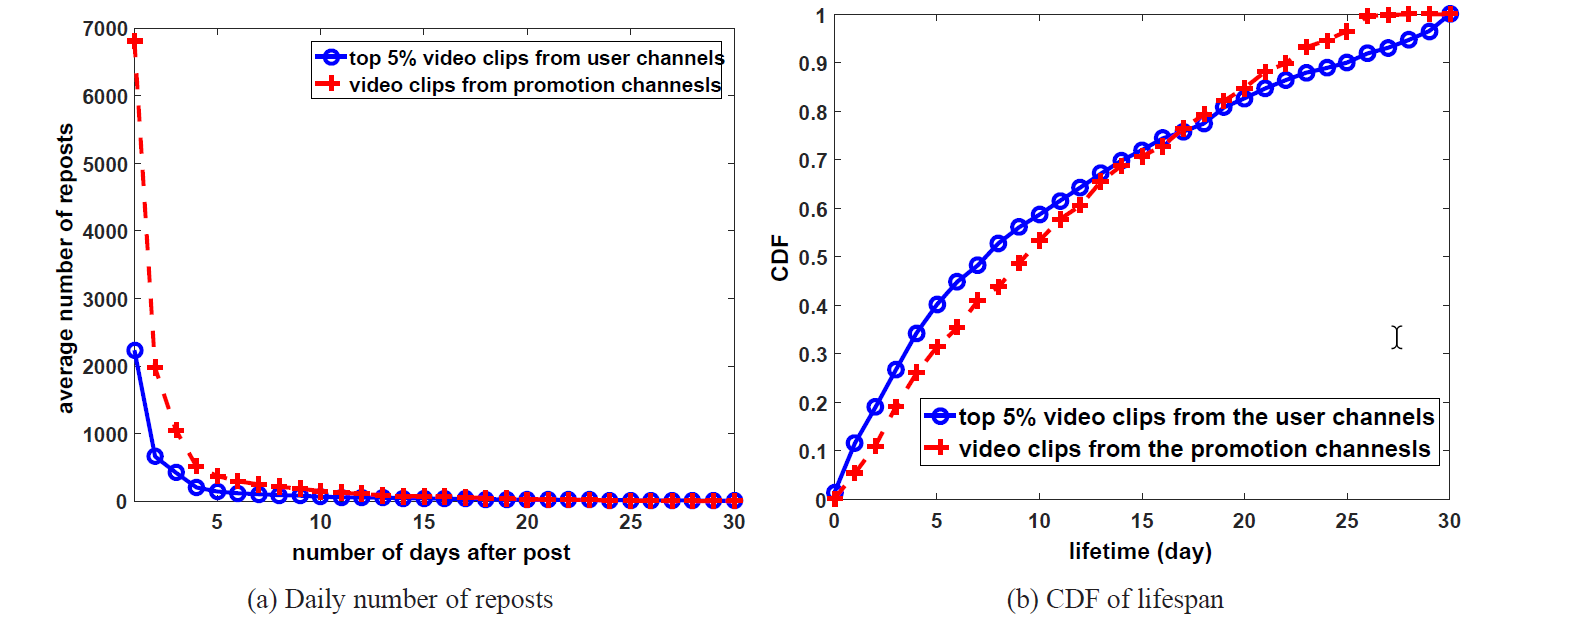 7000
6000
5000
4000
3000
2000
1000
0
average number of reposts
top 5% video clips from user channels
video clips from promotion channesls
5 10 15 20 25 30
number of days after post
(a) Daily number of reposts
1
0.9
0.8
0.7
0.6
0.5
0.4
0.3
0.2
0.1
0
CDF
top 5% video clips from the user channels
video clips from the promotion channesls
0 5 10 15 20 25 30
lifetime (day)
(b) CDF of lifespan